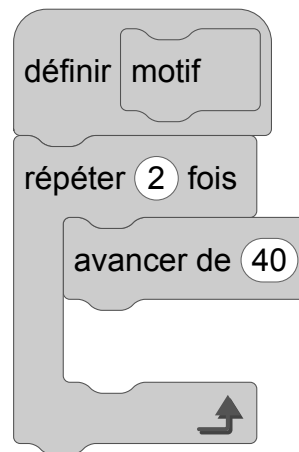 définir motif
répéter 2 fois
avancer de 40